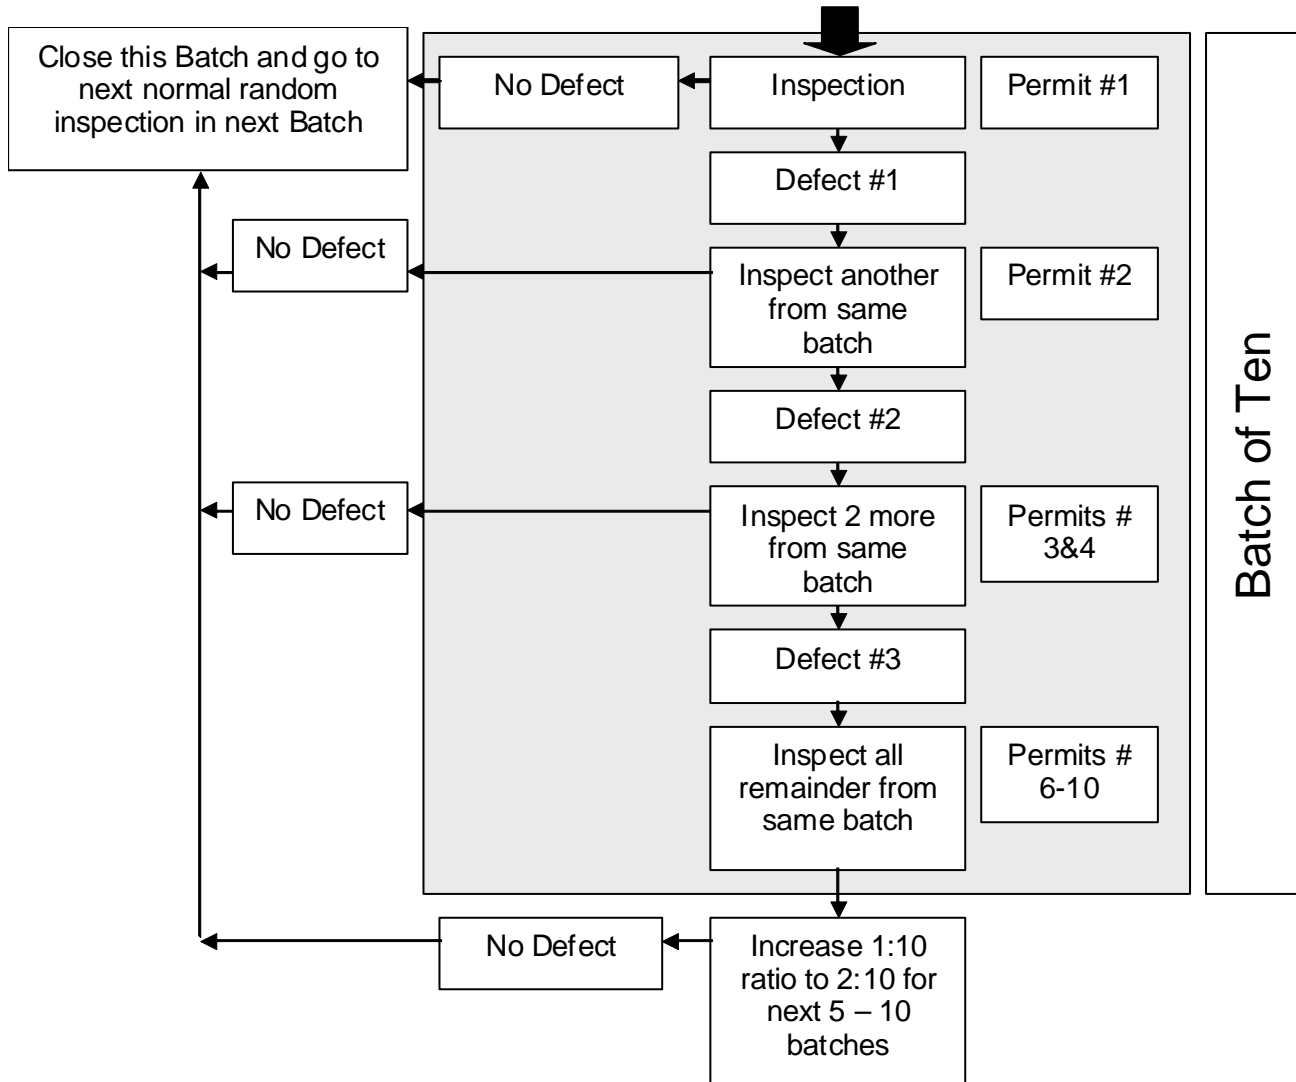 Close this Batch and go to
next normal random
inspection in next Batch
No Defect
Inspection
Permit #1
Defect #1
No Defect
Inspect another
from same
batch
Permit #2
Defect #2
No Defect
Inspect 2 more
from same
batch
Permits #
3&4
Defect #3
Inspect all
remainder from
same batch
Permits #
6-10
No Defect
Increase 1:10
ratio to 2:10 for
next 5 – 10
batches
Batch of Ten